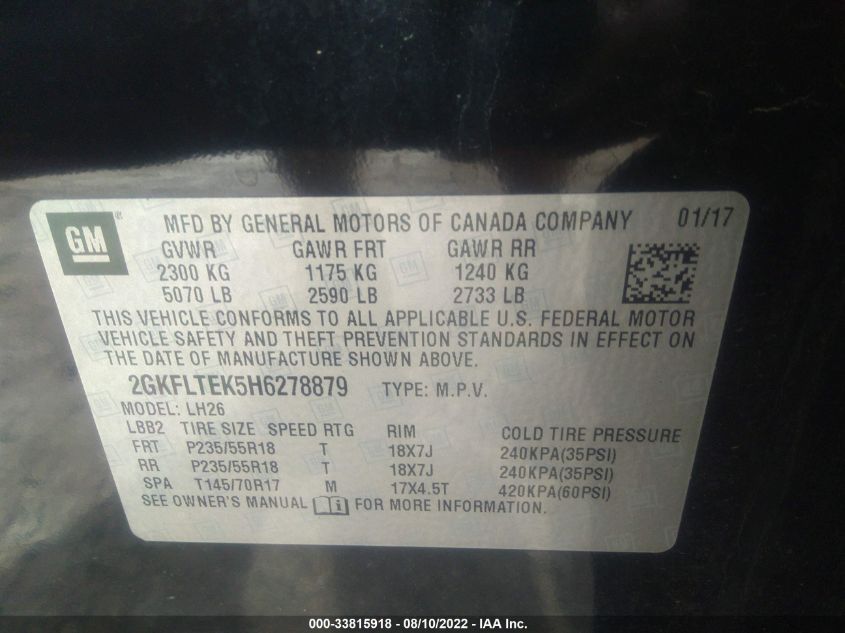 GM
MFD BY GENERAL MOTORS OF CANADA COMPANY 01/17
GVWR GAWR FRT GAWR RR
2300 KG 1175 KG 1240 KG
5070 LB 2590 LB 2733 LB
THIS VEHICLE CONFORMS TO ALL APPLICABLE U.S. FEDERAL MOTOR
VEHICLE SAFETY AND THEFT PREVENTION STANDARDS IN EFFECT ON
THE DATE OF MANUFACTURE SHOWN ABOVE.
2GKFLTEK5H6278879 TYPE: M.P.V.
MODEL: LH26
LBB2 TIRE SIZE SPEED RTG RIM COLD TIRE PRESSURE
FRT P235/55R18 T 18X7J 240KPA(35PSI)
RR P235/55R18 T 18X7J 240KPA(35PSI)
SPA T145/70R17 M 17X4.5T 420KPA(60PSI)
SEE OWNER'S MANUAL FOR MORE INFORMATION.
000-33815918 - 08/10/2022 - IAA Inc.